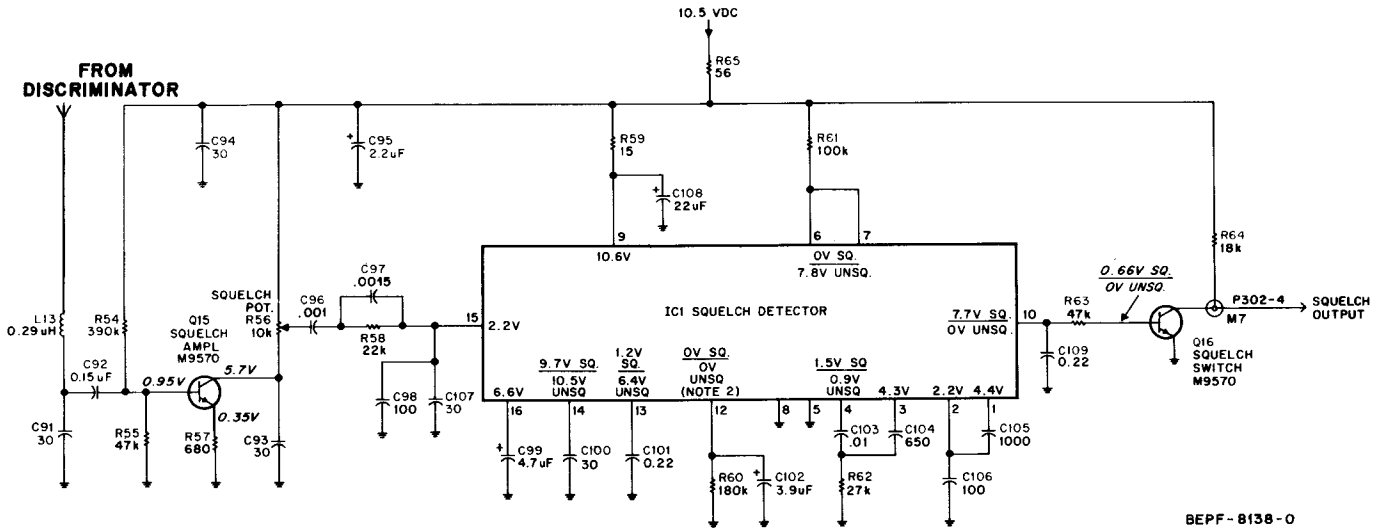 10.5 VDC
R65
56
FROM
DISCRIMINATOR
C94
30
C95
2.2uF
R59
15
C108
22uF
R61
100k
R64
18k
9
10.6V
6
7
0V SQ.
7.8V UNSQ.
L13
0.29uH
R54
390k
Q15
SQUELCH
AMPL
M9570
SQUELCH
POT.
R56
10k
C96
.001
C97
.0015
R58
22k
15
2.2V
IC1 SQUELCH DETECTOR
7.7V SQ.
0V UNSQ.
10
R63
47k
0.66V SQ.
0V UNSQ.
P302-4
M7
SQUELCH
OUTPUT
Q16
SQUELCH
SWITCH
M9570
C109
0.22
C92
0.15uF
0.95V
5.7V
0.35V
C91
30
R55
47k
R57
680
C93
30
C98
100
C107
30
6.6V
16
9.7V SQ.
10.5V
UNSQ
14
1.2V
SQ.
6.4V
UNSQ
13
0V SQ.
0V
UNSQ
(NOTE 2)
12
8
5
1.5V SQ.
0.9V
UNSQ
4
4.3V
3
2.2V
2
4.4V
1
C99
4.7uF
C100
30
C101
0.22
R60
180k
C102
3.9uF
C103
.01
C104
650
R62
27k
C105
1000
C106
100
BEPF-8138-O